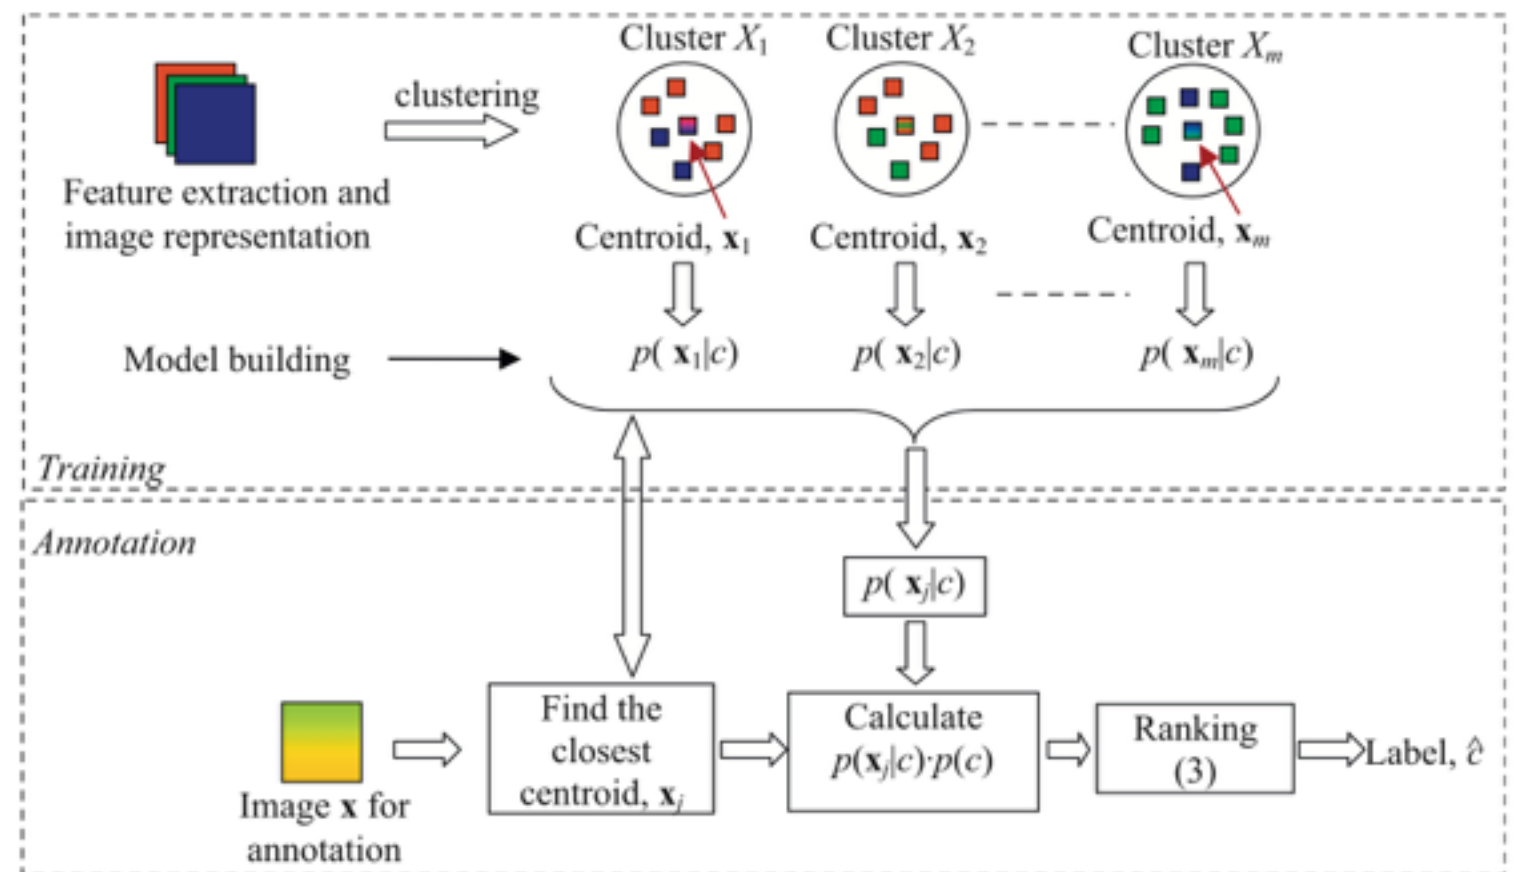 Cluster X₁
Cluster X₂
Cluster Xₘ
clustering
Feature extraction and
image representation
Centroid, x₁
Centroid, x₂
Centroid, xₘ
Model building
p( x₁|c)
p( x₂|c)
p( xₘ|c)
Training
Annotation
p( xⱼ|c)
Find the
closest
centroid, xⱼ
Calculate
p(xⱼ|c)·p(c)
Ranking
(3)
Label, ĉ
Image x for
annotation